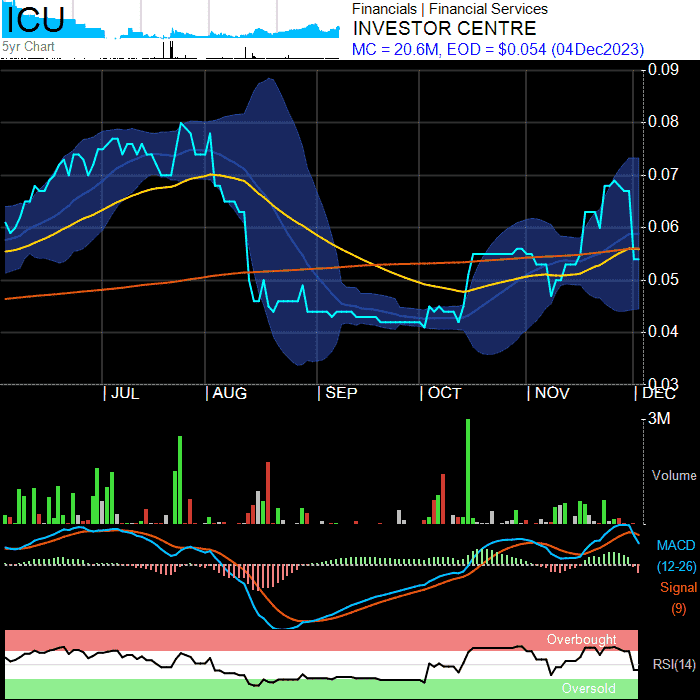 ICU
5yr Chart
Financials | Financial Services
INVESTOR CENTRE
MC = 20.6M, EOD = $0.054 (04Dec2023)
0.09
0.08
0.07
0.06
0.05
0.04
0.03
JUL
AUG
SEP
OCT
NOV
DEC
3M
Volume
MACD
(12-26)
Signal
(9)
Overbought
RSI(14)
Oversold